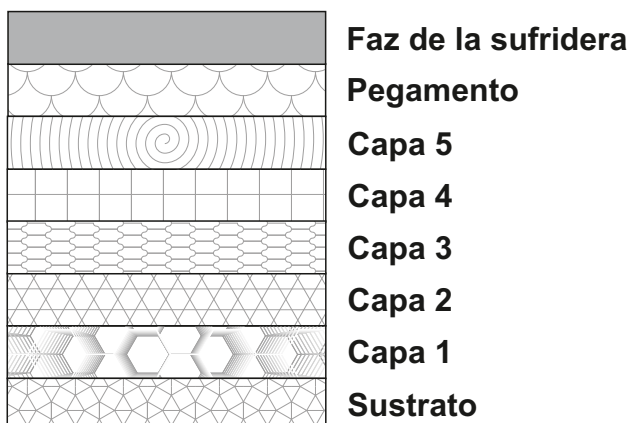 Faz de la sufridera
Pegamento
Capa 5
Capa 4
Capa 3
Capa 2
Capa 1
Sustrato